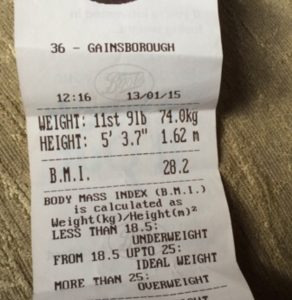 36 - GAINSBOROUGH
Boots
12:16 13/01/15
WEIGHT: 11st 9lb 74.0kg
HEIGHT: 5' 3.7" 1.62 m
B.M.I. 28.2
BODY MASS INDEX (B.M.I.)
is calculated as
Weight(kg)/Height(m)²
LESS THAN 18.5:
UNDERWEIGHT
FROM 18.5 UPTO 25:
IDEAL WEIGHT
MORE THAN 25:
OVERWEIGHT